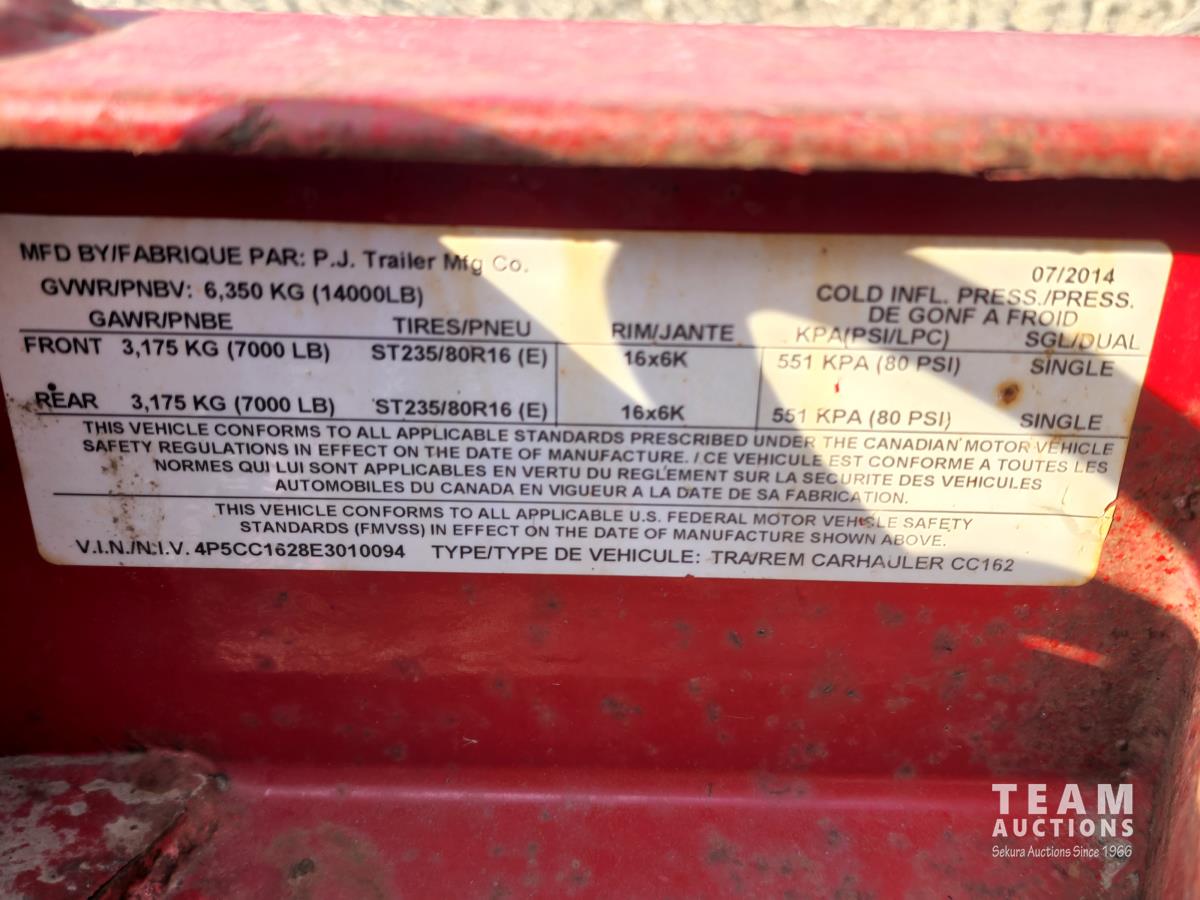 MFD BY/FABRIQUE PAR: P.J. Trailer Mfg Co. 07/2014
GVWR/PNBV: 6,350 KG (14000LB) COLD INFL. PRESS./PRESS.
DE GONF A FROID
GAWR/PNBE TIRES/PNEU RIM/JANTE KPA(PSI/LPC) SGL/DUAL
FRONT 3,175 KG (7000 LB) ST235/80R16 (E) 16x6K 551 KPA (80 PSI) SINGLE
REAR 3,175 KG (7000 LB) ST235/80R16 (E) 16x6K 551 KPA (80 PSI) SINGLE
THIS VEHICLE CONFORMS TO ALL APPLICABLE STANDARDS PRESCRIBED UNDER THE CANADIAN MOTOR VEHICLE
SAFETY REGULATIONS IN EFFECT ON THE DATE OF MANUFACTURE. / CE VEHICULE EST CONFORME A TOUTES LES
NORMES QUI LUI SONT APPLICABLES EN VERTU DU REGLEMENT SUR LA SECURITE DES VEHICULES
AUTOMOBILES DU CANADA EN VIGUEUR A LA DATE DE SA FABRICATION.
THIS VEHICLE CONFORMS TO ALL APPLICABLE U.S. FEDERAL MOTOR VEHICLE SAFETY
STANDARDS (FMVSS) IN EFFECT ON THE DATE OF MANUFACTURE SHOWN ABOVE.
V.I.N./N.I.V. 4P5CC1628E3010094 TYPE/TYPE DE VEHICULE: TRA/REM CARHAULER CC162
TEAM
AUCTIONS
Sekura Auctions Since 1966